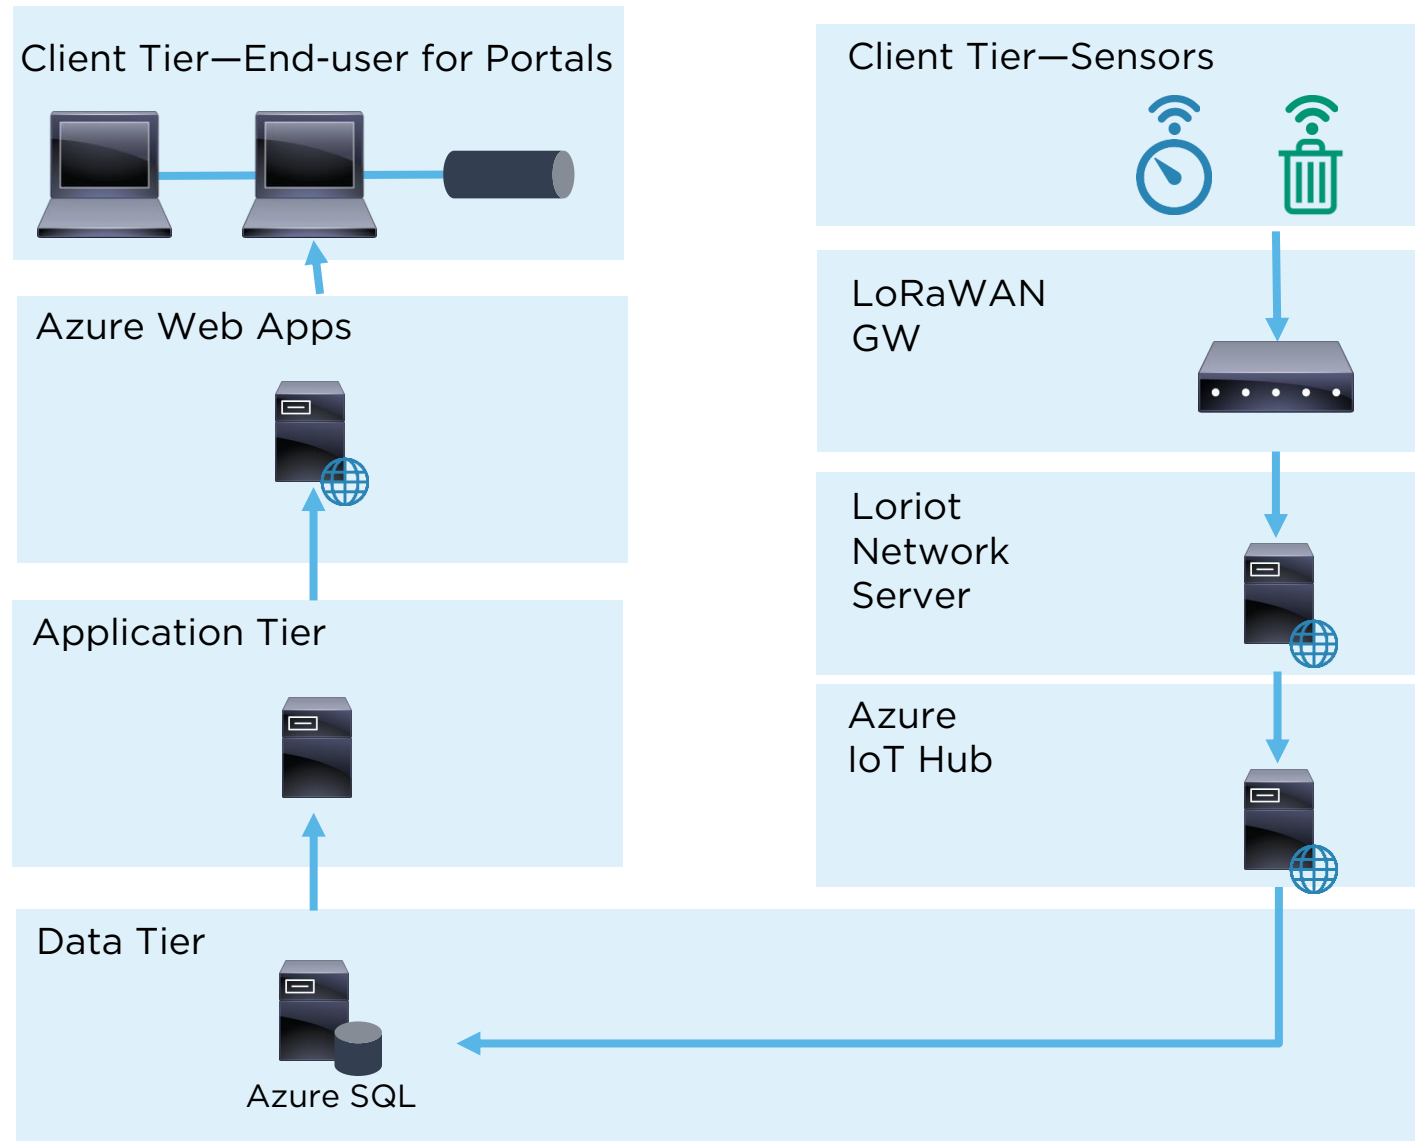 Client Tier—End-user for Portals
Azure Web Apps
Application Tier
Data Tier
Azure SQL
Client Tier—Sensors
LoRaWAN
GW
Loriot
Network
Server
Azure
IoT Hub